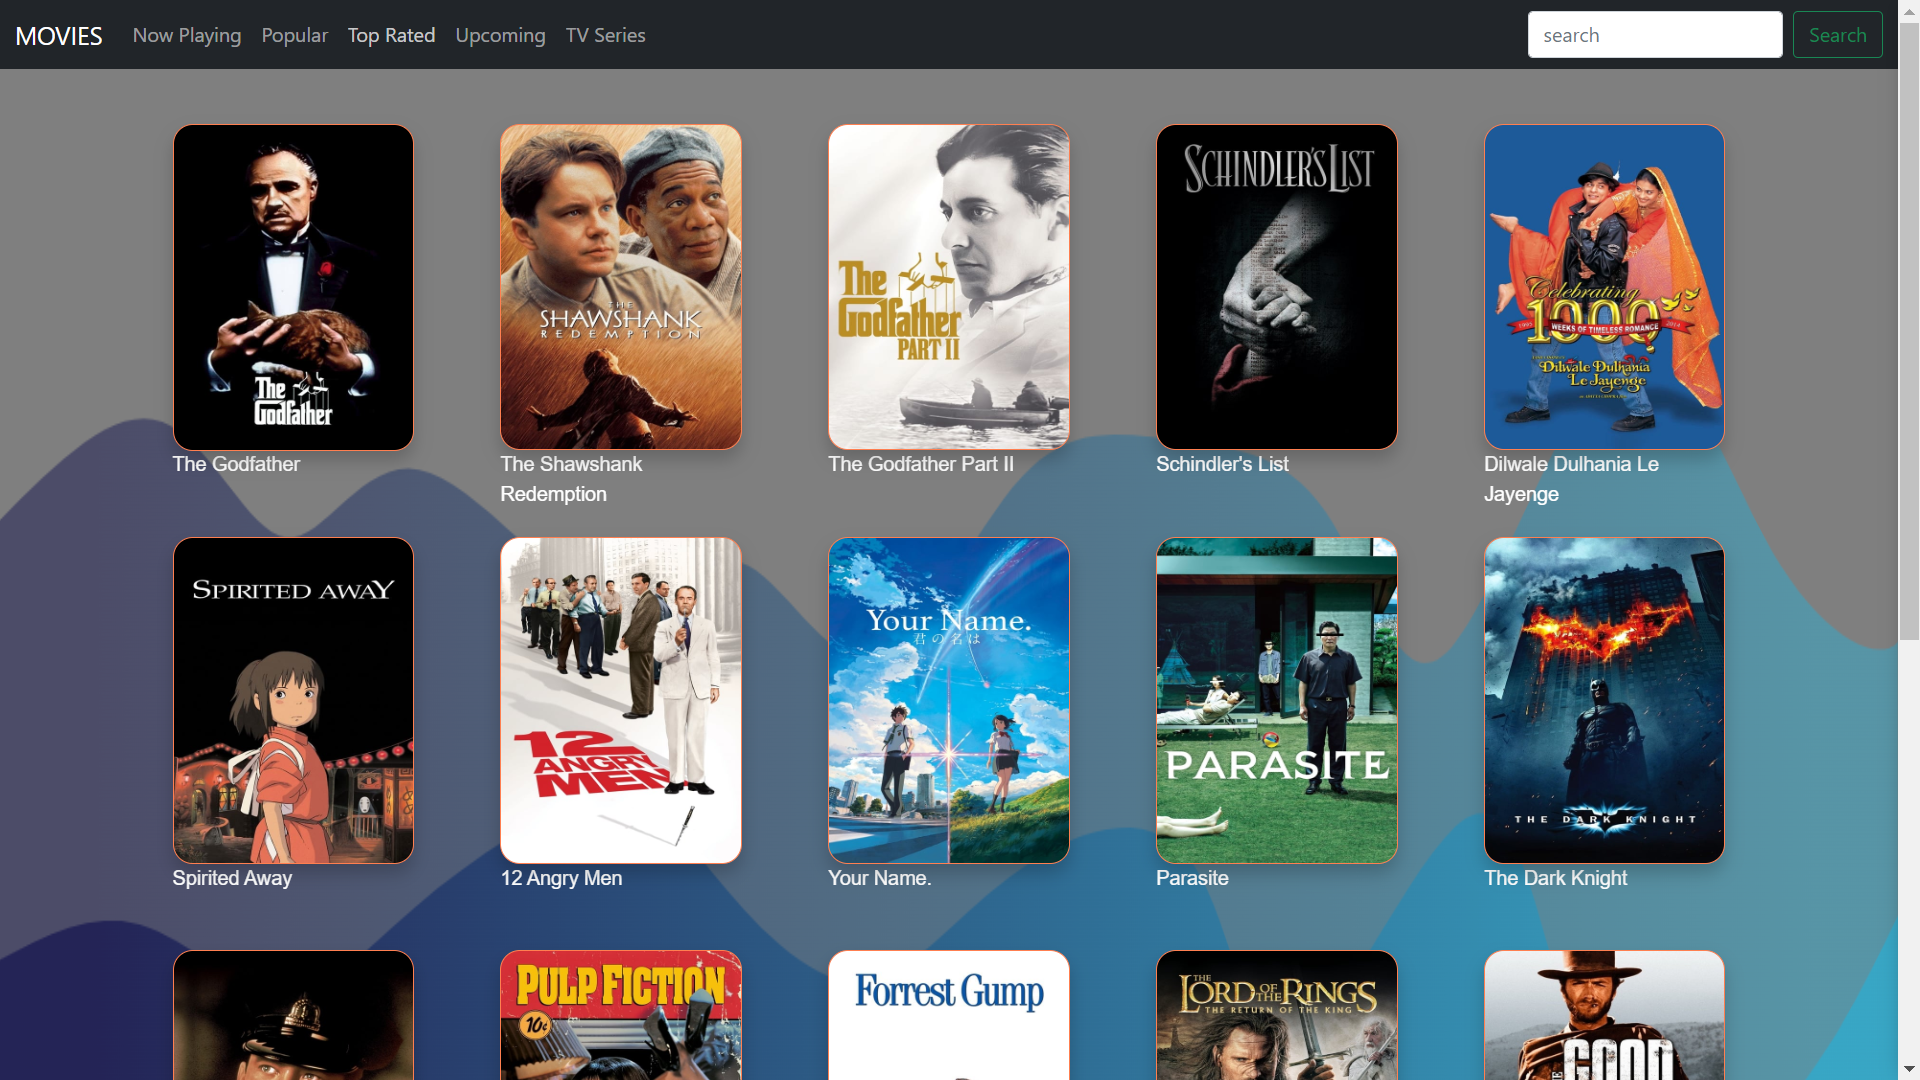 MOVIES Now Playing Popular Top Rated Upcoming TV Series search Search
The
Godfather
THE
SHAWSHANK
REDEMPTION
The
Godfather
PART II
SCHINDLER'S LIST
Celebrating
1000
1995 WEEKS OF TIMELESS ROMANCE 2014
Dilwale Dulhania
Le Jayenge
The Godfather
The Shawshank
Redemption
The Godfather Part II
Schindler's List
Dilwale Dulhania Le
Jayenge
SPIRITED AWAY
12
ANGRY
MEN
Your Name.
君の名は
PARASITE
THE DARK KNIGHT
Spirited Away
12 Angry Men
Your Name.
Parasite
The Dark Knight
PULP FICTION
10¢
Forrest Gump
THE
LORD OF THE RINGS
THE RETURN OF THE KING
GOOD